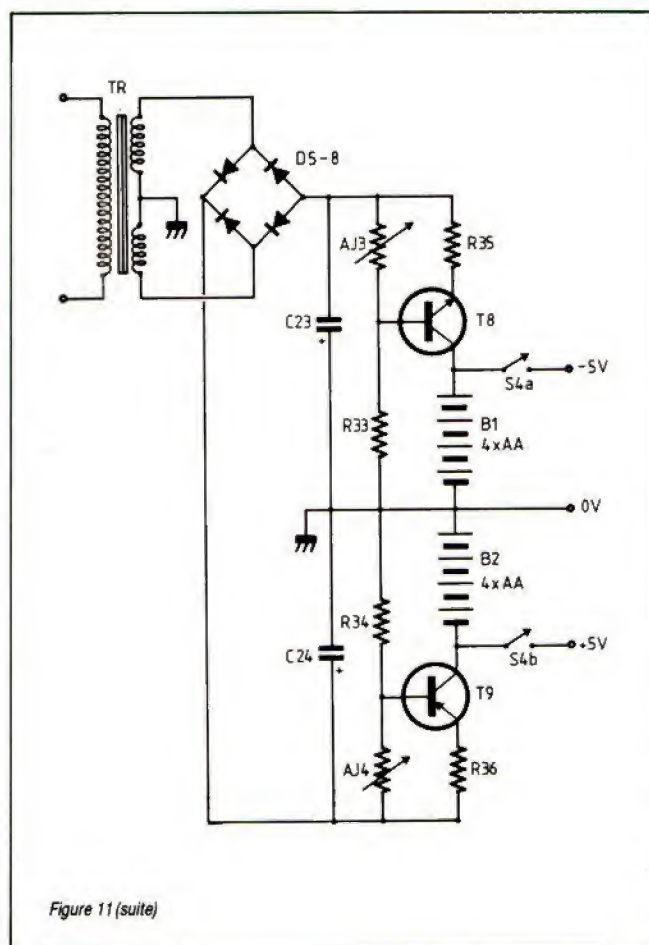 TR
D5-8
AJ3
R35
C23
+
T8
S4a
-5V
R33
B1
4xAA
0V
B2
4xAA
R34
C24
+
S4b
+5V
T9
AJ4
R36
Figure 11 (suite)